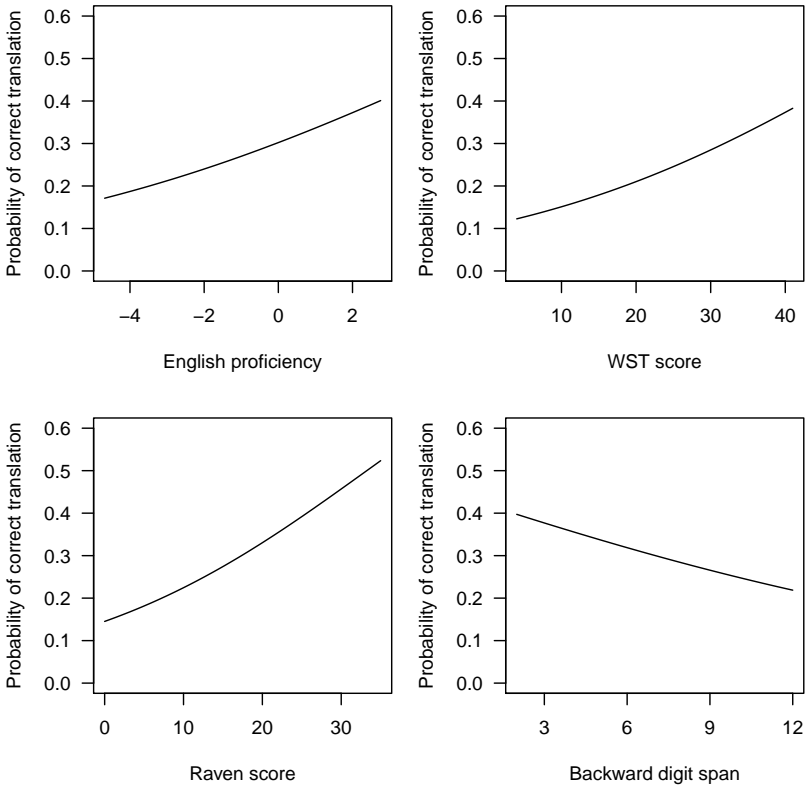 Probability of correct translation
0.6
0.5
0.4
0.3
0.2
0.1
0.0
−4 −2 0 2
English proficiency
Probability of correct translation
0.6
0.5
0.4
0.3
0.2
0.1
0.0
10 20 30 40
WST score
Probability of correct translation
0.6
0.5
0.4
0.3
0.2
0.1
0.0
0 10 20 30
Raven score
Probability of correct translation
0.6
0.5
0.4
0.3
0.2
0.1
0.0
3 6 9 12
Backward digit span